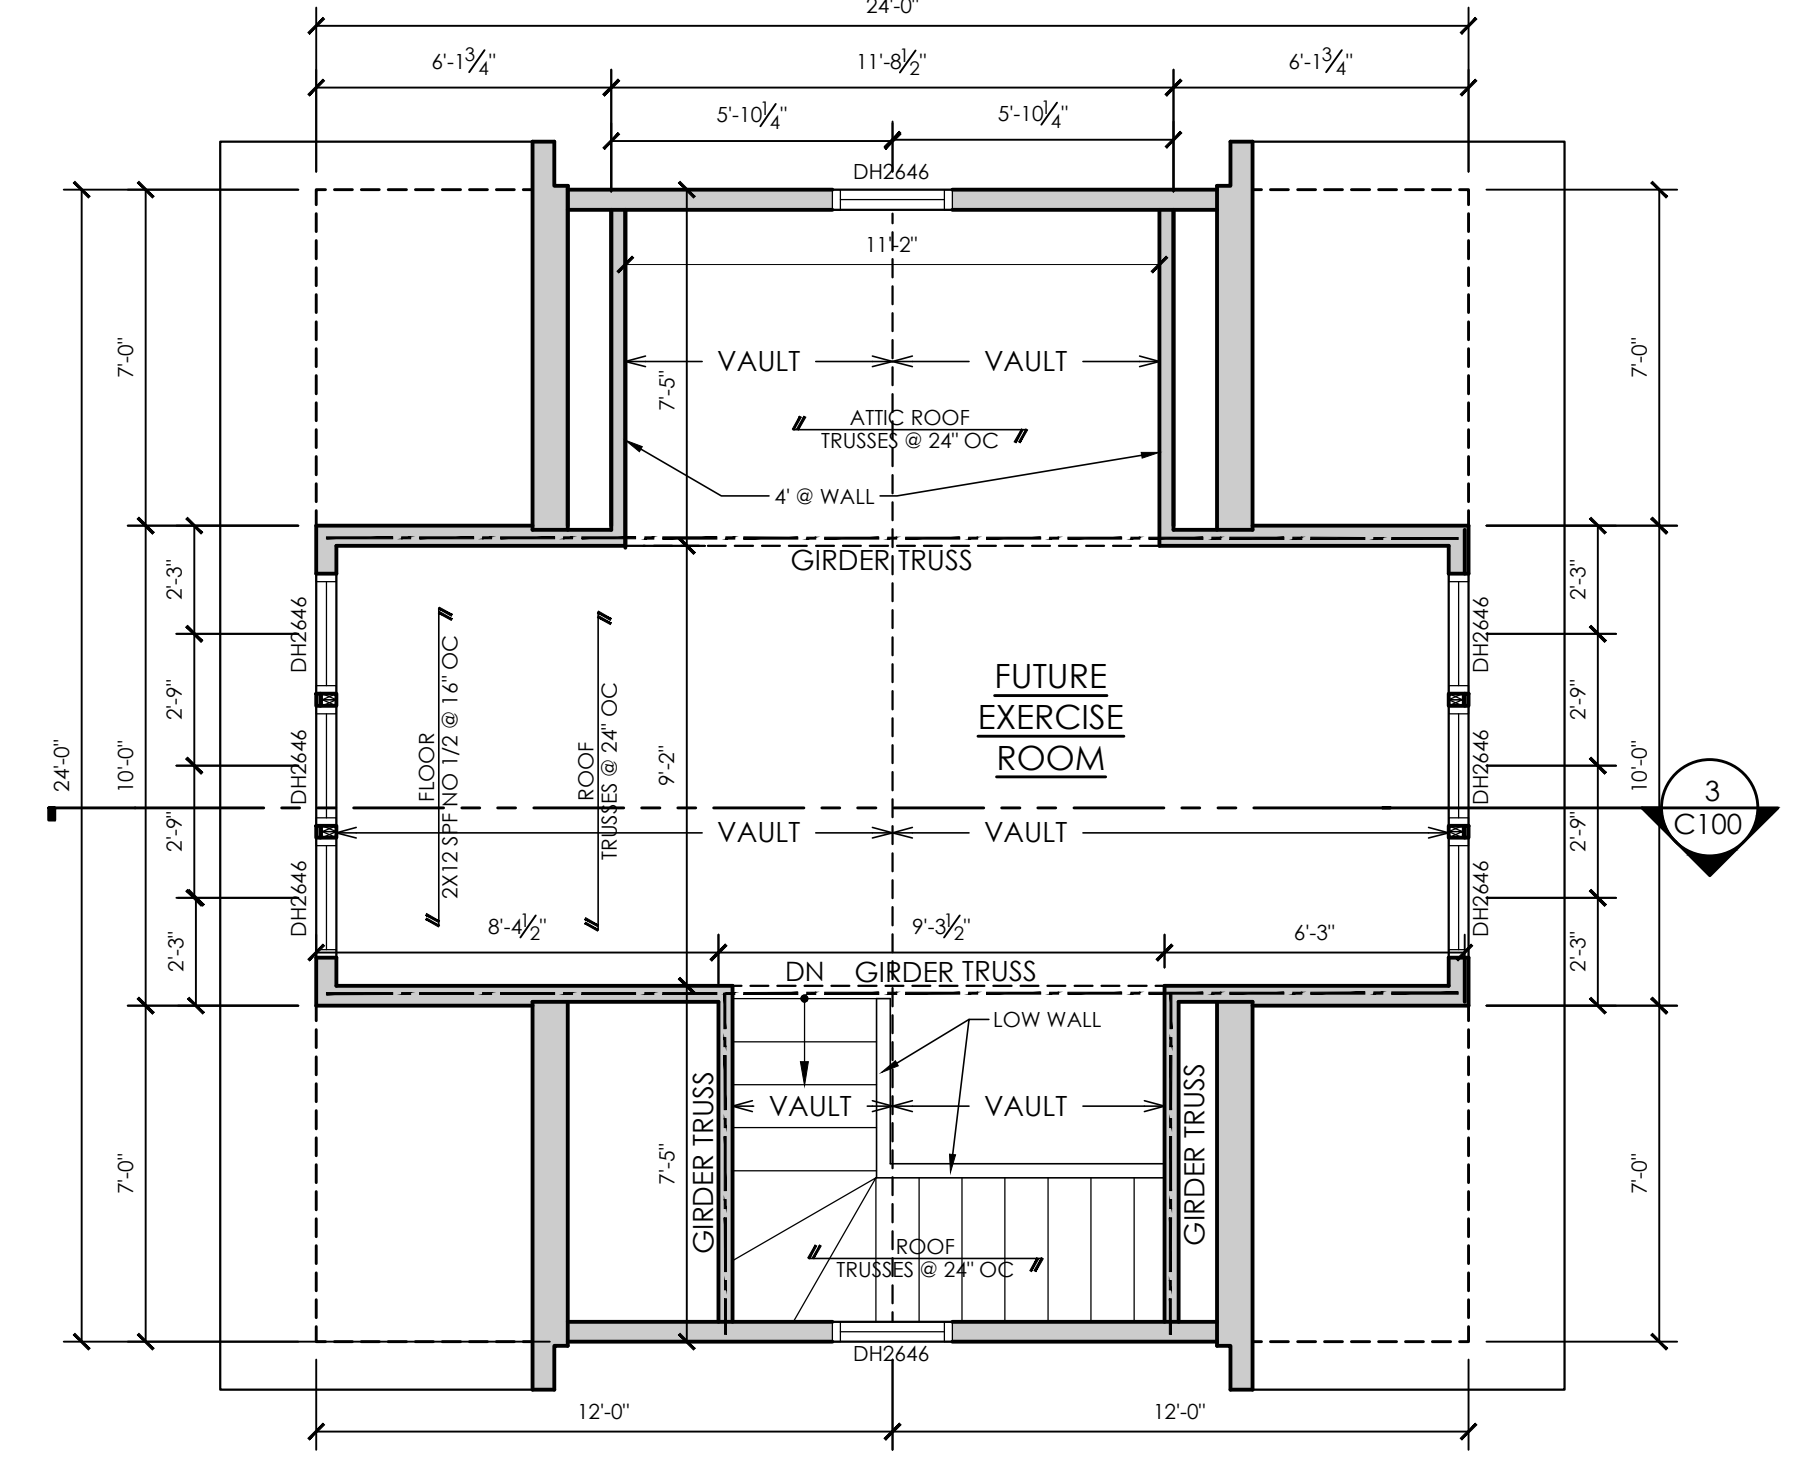 24'-0"
6'-1¾"
11'-8½"
6'-1¾"
5'-10¼"
5'-10¼"
DH2646
11'-2"
7'-0"
7'-5"
VAULT
VAULT
7'-0"
ATTIC ROOF
TRUSSES @ 24" OC
4' @ WALL
GIRDER TRUSS
2'-3"
DH2646
2'-9"
DH2646
2'-9"
DH2646
2'-3"
24'-0"
10'-0"
FLOOR
2X12 SPF NO 1/2 @ 16" OC
ROOF
TRUSSES @ 24" OC
9'-2"
FUTURE
EXERCISE
ROOM
DH2646
2'-3"
DH2646
2'-9"
DH2646
2'-9"
2'-3"
10'-0"
3
C100
VAULT
VAULT
8'-4½"
9'-3½"
6'-3"
DN
GIRDER TRUSS
LOW WALL
7'-0"
7'-5"
GIRDER TRUSS
VAULT
VAULT
GIRDER TRUSS
7'-0"
ROOF
TRUSSES @ 24" OC
DH2646
12'-0"
12'-0"